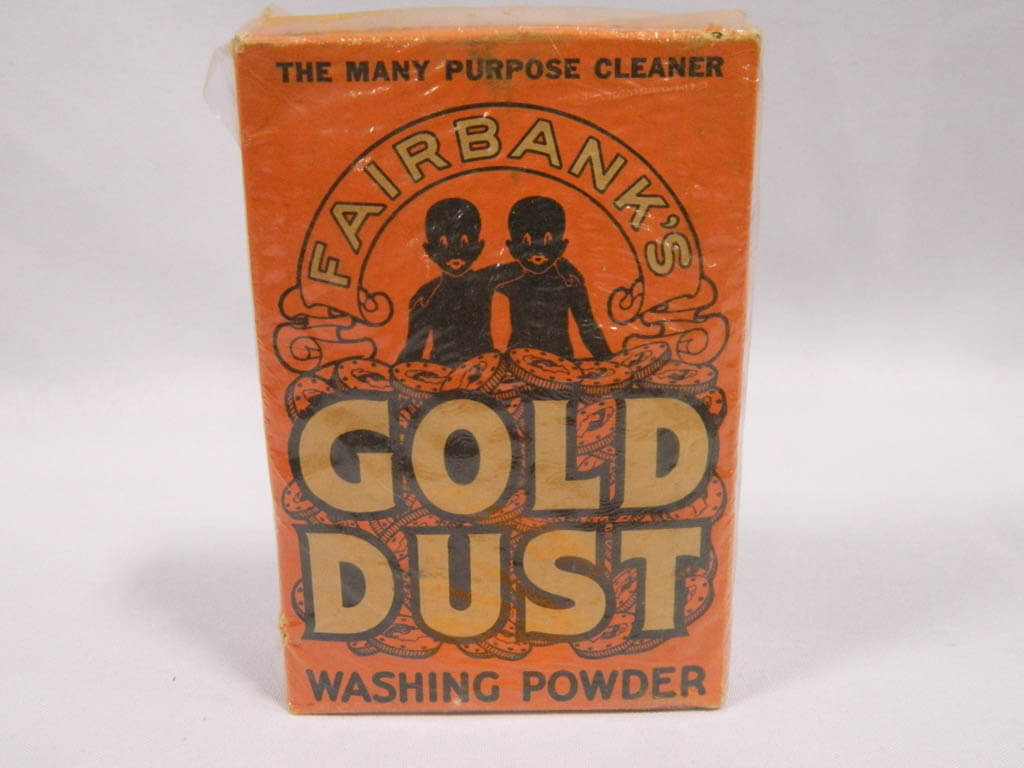 THE MANY PURPOSE CLEANER
FAIRBANK'S
GOLD
DUST
WASHING POWDER